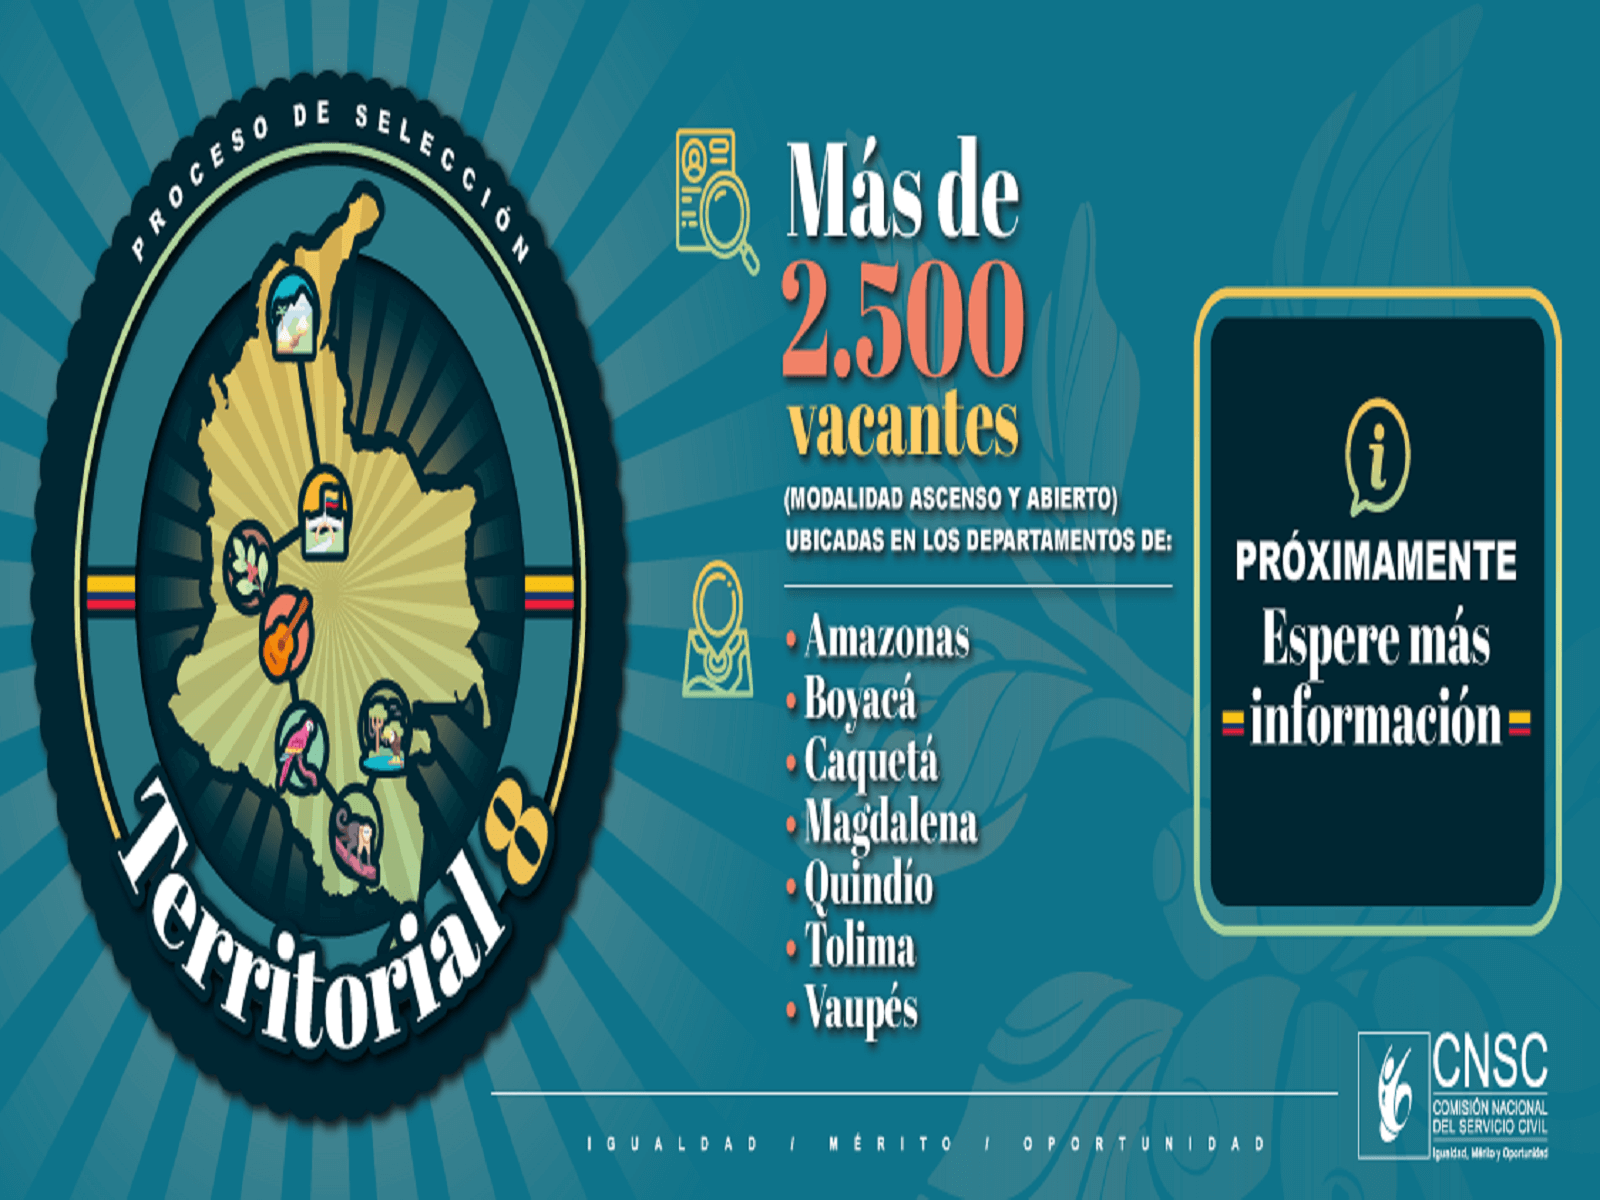 PROCESO DE SELECCIÓN
Territorial 8
Más de
2.500
vacantes
(MODALIDAD ASCENSO Y ABIERTO)
UBICADAS EN LOS DEPARTAMENTOS DE:
• Amazonas
• Boyacá
• Caquetá
• Magdalena
• Quindío
• Tolima
• Vaupés
i
PRÓXIMAMENTE
Espere más
información
IGUALDAD / MÉRITO / OPORTUNIDAD
CNSC
COMISIÓN NACIONAL
DEL SERVICIO CIVIL
Igualdad, Mérito y Oportunidad